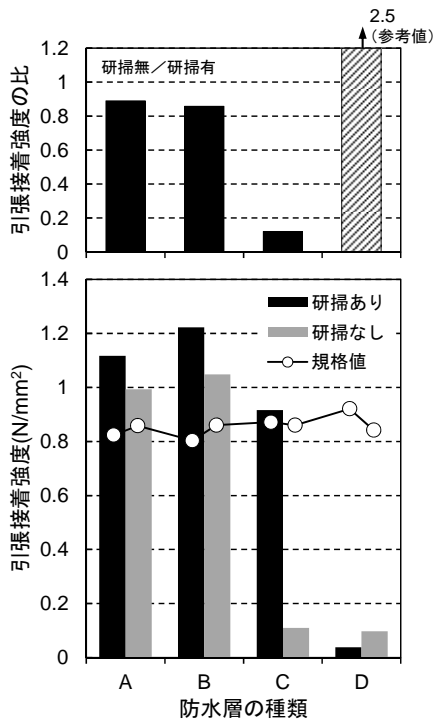 2.5
(参考値)
研掃無／研掃有
引張接着強度の比
1.2
1
0.8
0.6
0.4
0.2
0
研掃あり
研掃なし
規格値
引張接着強度(N/mm²)
1.4
1.2
1
0.8
0.6
0.4
0.2
0
A B C D
防水層の種類